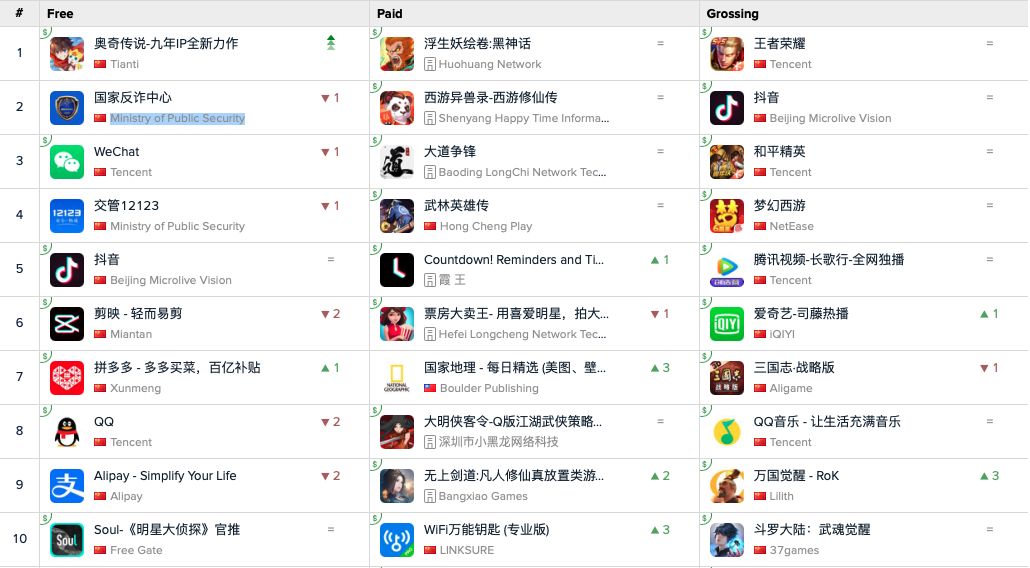 # Free Paid Grossing
1
$
奥奇传说-九年IP全新力作
Tianti
$
浮生妖绘卷:黑神话
=
Huohuang Network
$
王者荣耀
=
Tencent
2
国家反诈中心
▼ 1
Ministry of Public Security
$
西游异兽录-西游修仙传
=
Shenyang Happy Time Informa...
$
抖音
=
Beijing Microlive Vision
3
$
WeChat
▼ 1
Tencent
$
大道争锋
=
Baoding LongChi Network Tec...
道
$
和平精英
=
Tencent
4
交管12123
▼ 1
Ministry of Public Security
12123
$
武林英雄传
=
Hong Cheng Play
$
梦幻西游
=
NetEase
梦
5
$
抖音
=
Beijing Microlive Vision
Countdown! Reminders and Ti...
▲ 1
霞 王
$
腾讯视频-长歌行-全网独播
=
Tencent
6
$
剪映 - 轻而易剪
▼ 2
Miantan
$
票房大卖王- 用喜爱明星，拍大...
▼ 1
Hefei Longcheng Network Tec...
$
爱奇艺-司藤热播
▲ 1
iQIYI
iQIYI
7
$
拼多多 - 多多买菜，百亿补贴
▲ 1
Xunmeng
国家地理 - 每日精选 (美图、壁...
▲ 3
Boulder Publishing
NATIONAL
GEOGRAPHIC
$
三国志·战略版
▼ 1
Aligame
三国志
战略版
8
$
QQ
▼ 2
Tencent
$
大明侠客令-Q版江湖武侠策略...
=
深圳市小黑龙网络科技
$
QQ音乐 - 让生活充满音乐
=
Tencent
9
Alipay - Simplify Your Life
▼ 2
Alipay
支
$
无上剑道:凡人修仙真放置类游...
▲ 2
Bangxiao Games
$
万国觉醒 - RoK
▲ 3
Lilith
10
$
Soul-《明星大侦探》官推
=
Free Gate
Soul
$
WiFi万能钥匙 (专业版)
▲ 3
LINKSURE
PRO
$
斗罗大陆：武魂觉醒
=
37games